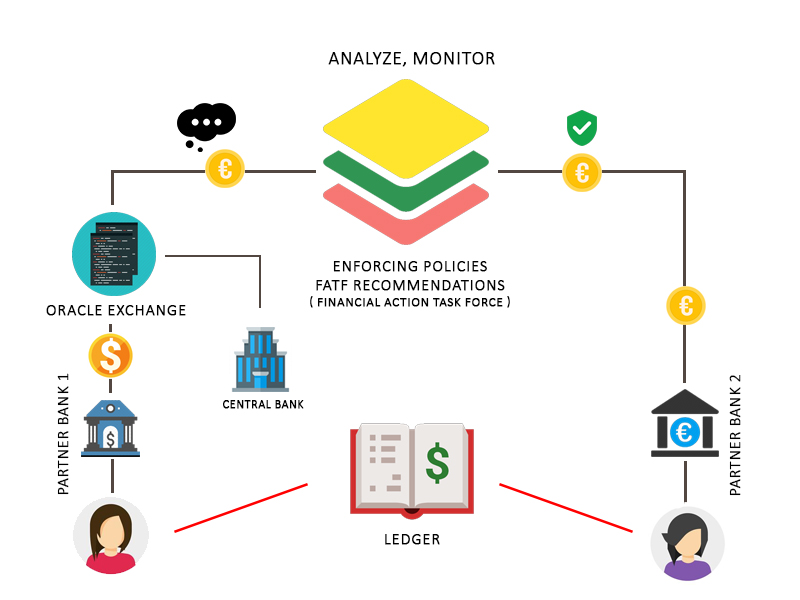 ANALYZE, MONITOR
€
€
ENFORCING POLICIES
FATF RECOMMENDATIONS
( FINANCIAL ACTION TASK FORCE )
ORACLE EXCHANGE
€
$
CENTRAL BANK
PARTNER BANK 1
$
$
€
PARTNER BANK 2
LEDGER